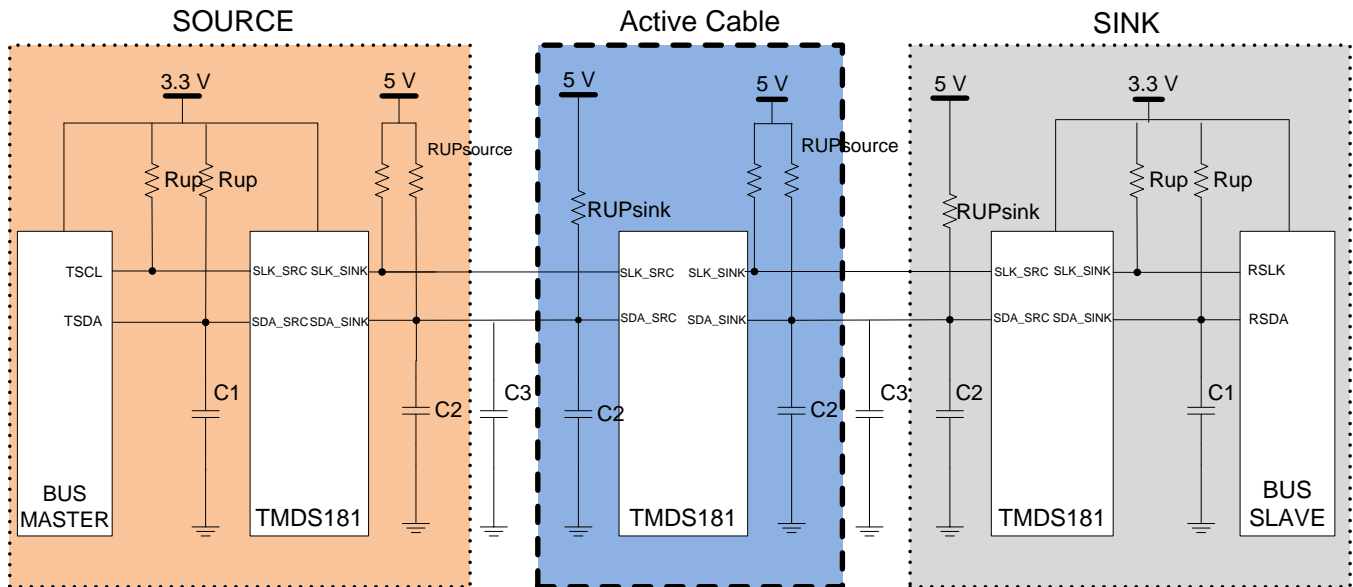 SOURCE
Active Cable
SINK
3.3 V
5 V
5 V
5 V
5 V
3.3 V
RUPsource
RUPsource
Rup
Rup
RUPsink
RUPsink
Rup
Rup
TSCL
SLK_SRC
SLK_SINK
SLK_SRC
SLK_SINK
SLK_SRC
SLK_SINK
RSLK
TSDA
SDA_SRC
SDA_SINK
SDA_SRC
SDA_SINK
SDA_SRC
SDA_SINK
RSDA
C1
C2
C3
C2
C2
C3
C2
C1
BUS
MASTER
TMDS181
TMDS181
TMDS181
BUS
SLAVE